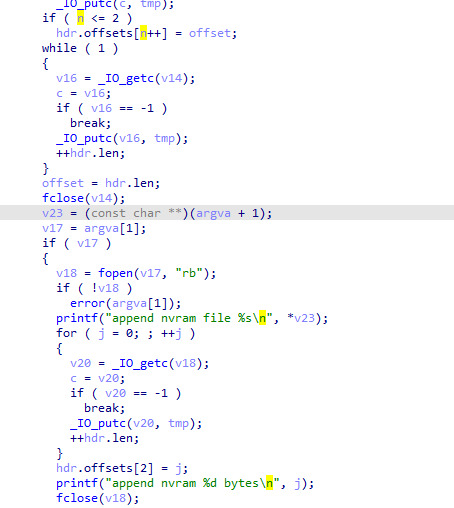 _IO_putc(c, tmp);
if ( n <= 2 )
hdr.offsets[n++] = offset;
while ( 1 )
{
v16 = _IO_getc(v14);
c = v16;
if ( v16 == -1 )
break;
_IO_putc(v16, tmp);
++hdr.len;
}
offset = hdr.len;
fclose(v14);
v23 = (const char **)(argva + 1);
v17 = argva[1];
if ( v17 )
{
v18 = fopen(v17, "rb");
if ( !v18 )
error(argva[1]);
printf("append nvram file %s\n", *v23);
for ( j = 0; ; ++j )
{
v20 = _IO_getc(v18);
c = v20;
if ( v20 == -1 )
break;
_IO_putc(v20, tmp);
++hdr.len;
}
hdr.offsets[2] = j;
printf("append nvram %d bytes\n", j);
fclose(v18);